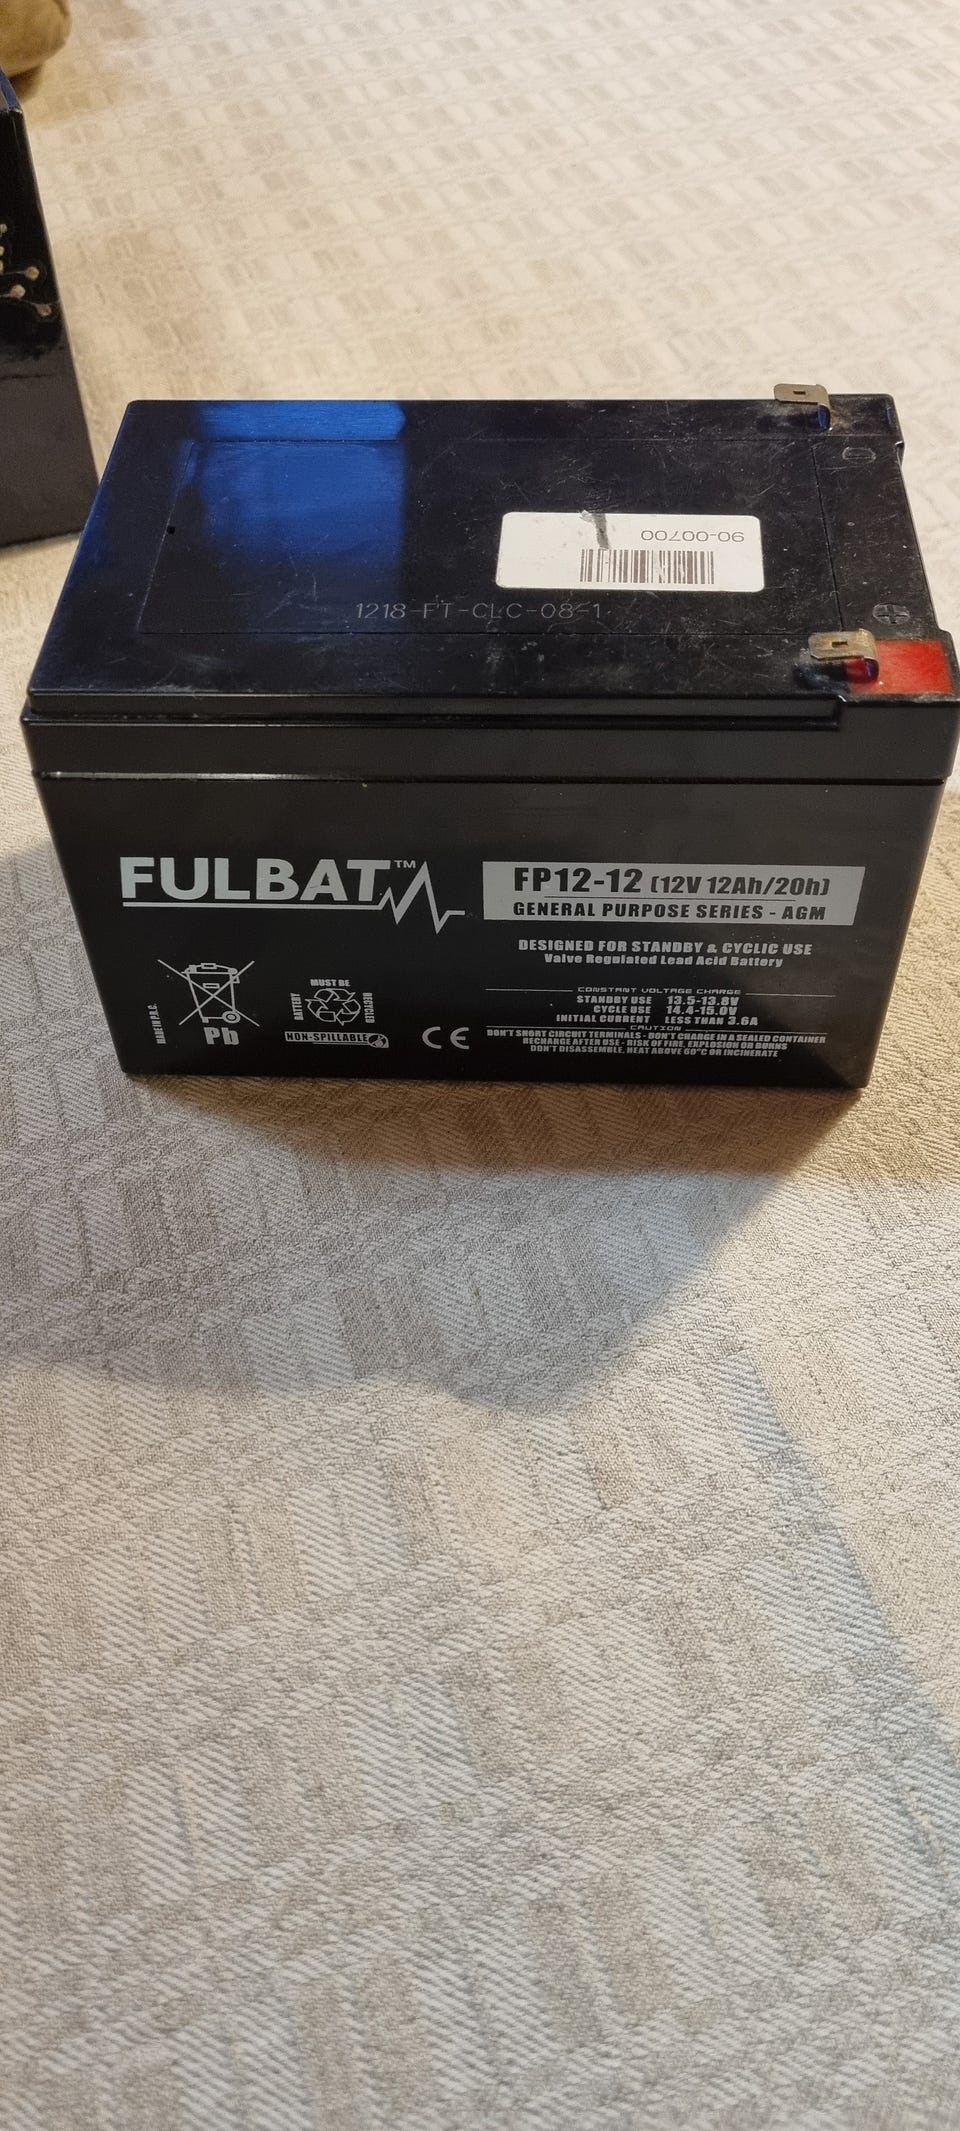 90-00700
1218-FT-CLC-08-1
FULBAT™
FP12-12 (12V 12Ah/20h)
GENERAL PURPOSE SERIES - AGM
DESIGNED FOR STANDBY & CYCLIC USE
Valve Regulated Lead Acid Battery
CONSTANT VOLTAGE CHARGE
STANDBY USE 13.5-13.8V
CYCLE USE 14.4-15.0V
INITIAL CURRENT LESS THAN 3.6A
CAUTION
DON'T SHORT CIRCUIT TERMINALS - DON'T CHARGE IN A SEALED CONTAINER
RECHARGE AFTER USE - RISK OF FIRE, EXPLOSION OR BURNS
DON'T DISASSEMBLE, HEAT ABOVE 60°C OR INCINERATE
MADE IN P.R.C.
Pb
BATTERY
MUST BE
RECYCLED
NON-SPILLABLE
CE